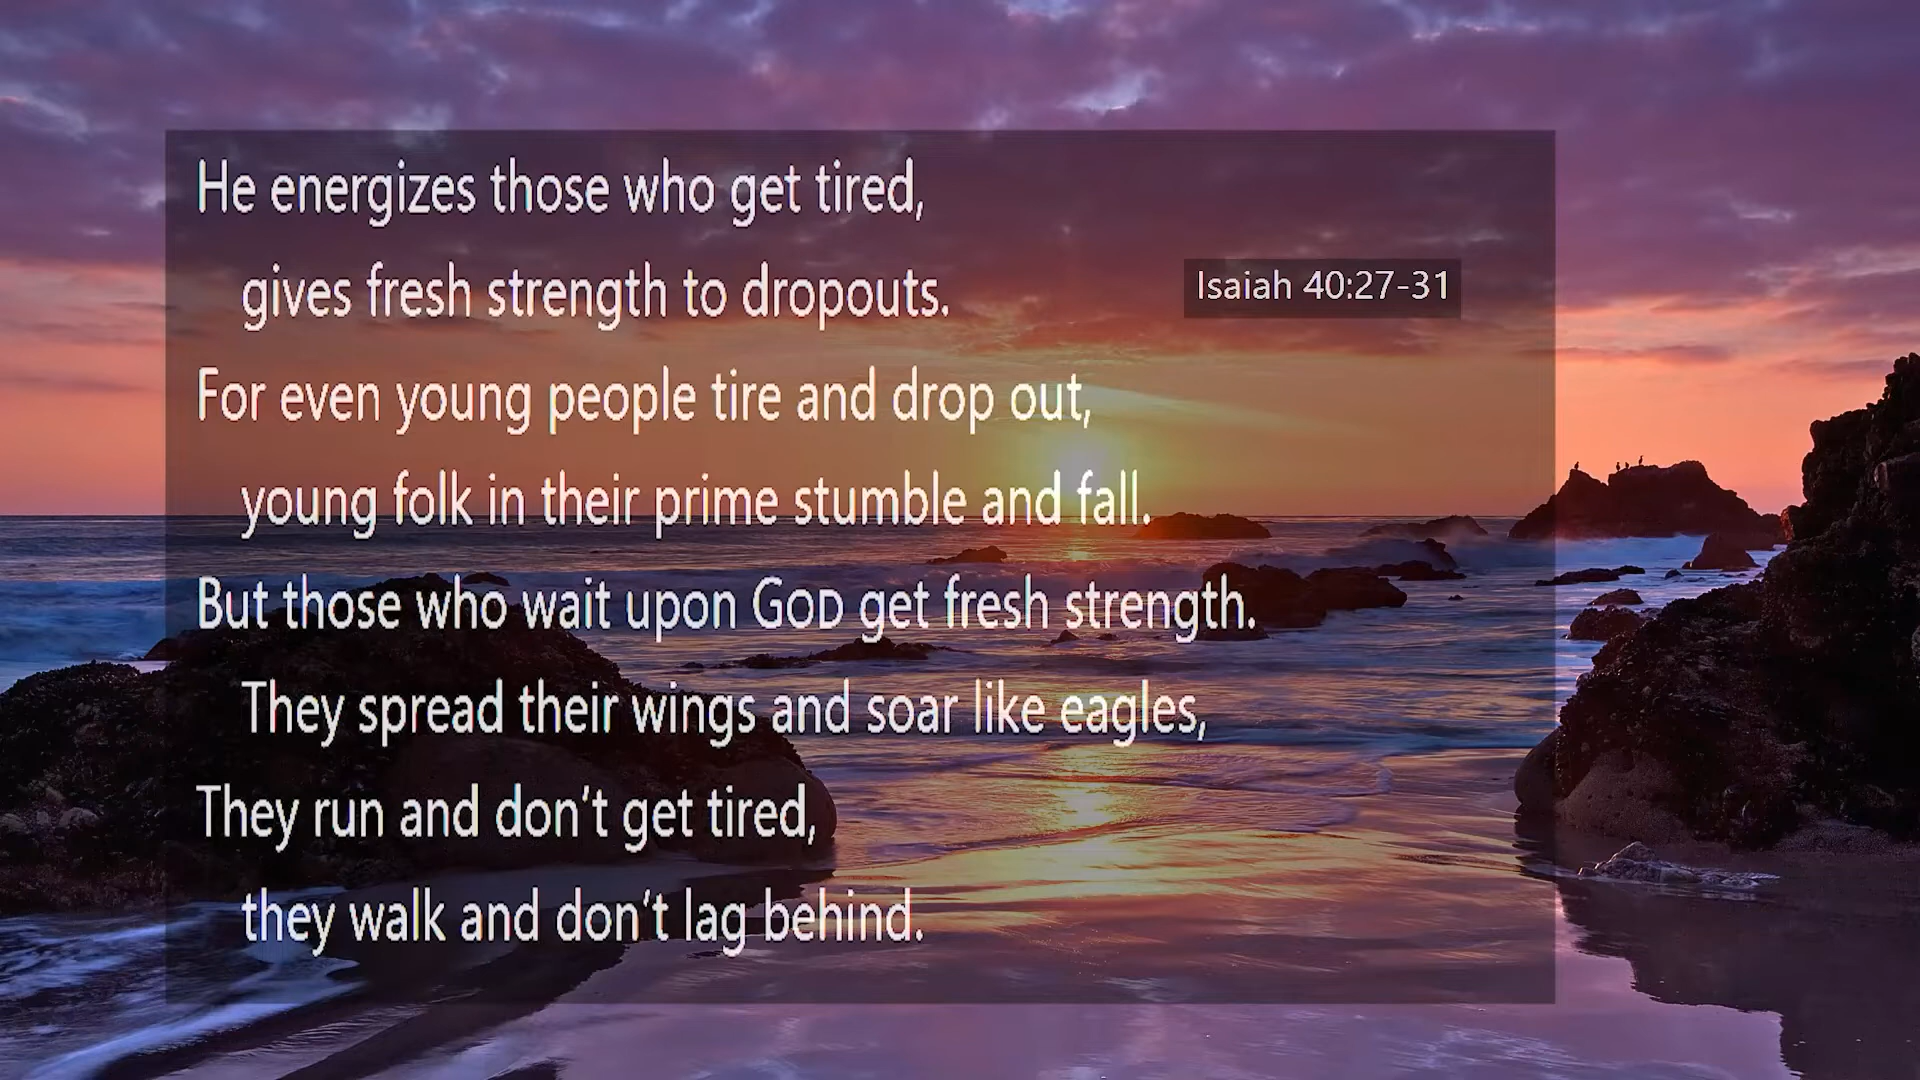 He energizes those who get tired,
gives fresh strength to dropouts.
Isaiah 40:27-31
For even young people tire and drop out,
young folk in their prime stumble and fall.
But those who wait upon GOD get fresh strength.
They spread their wings and soar like eagles,
They run and don’t get tired,
they walk and don’t lag behind.